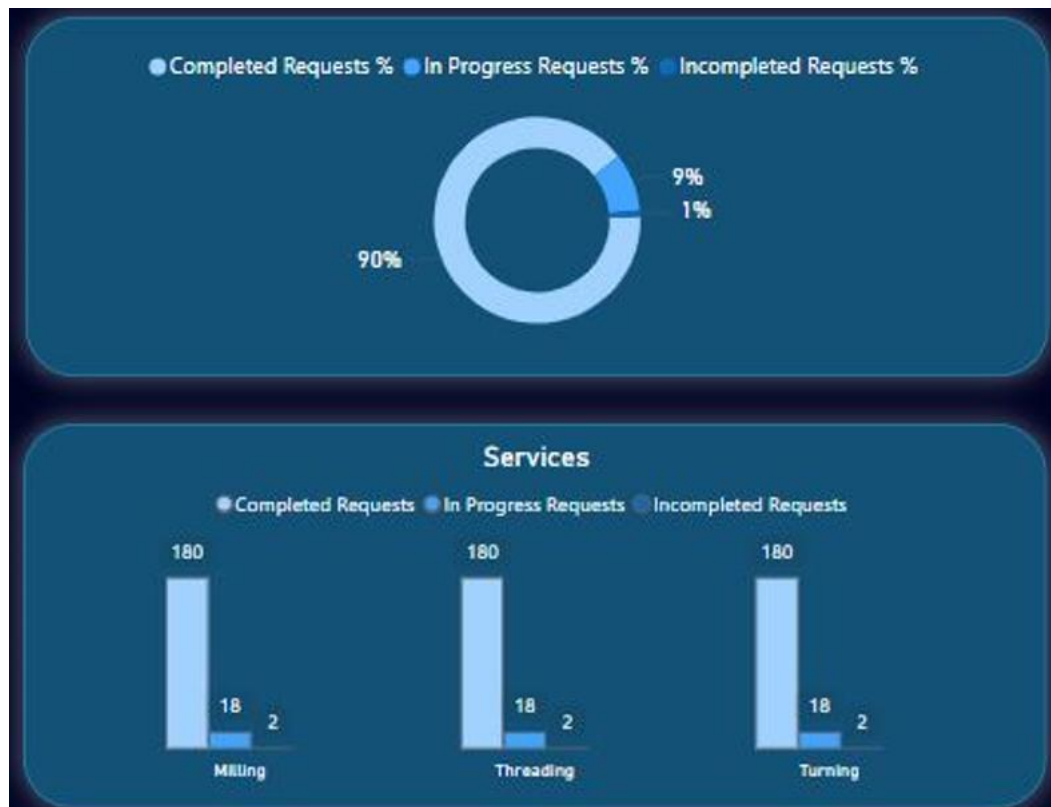 Completed Requests % In Progress Requests % Incompleted Requests %
9%
1%
90%
Services
Completed Requests In Progress Requests Incompleted Requests
180 180 180
18 2 18 2 18 2
Milling Threading Turning